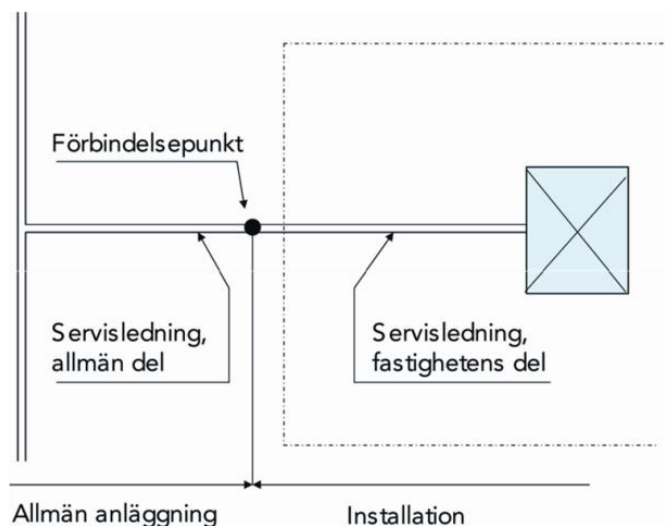 Förbindelsepunkt
Servisledning,
allmän del
Servisledning,
fastighetens del
Allmän anläggning
Installation